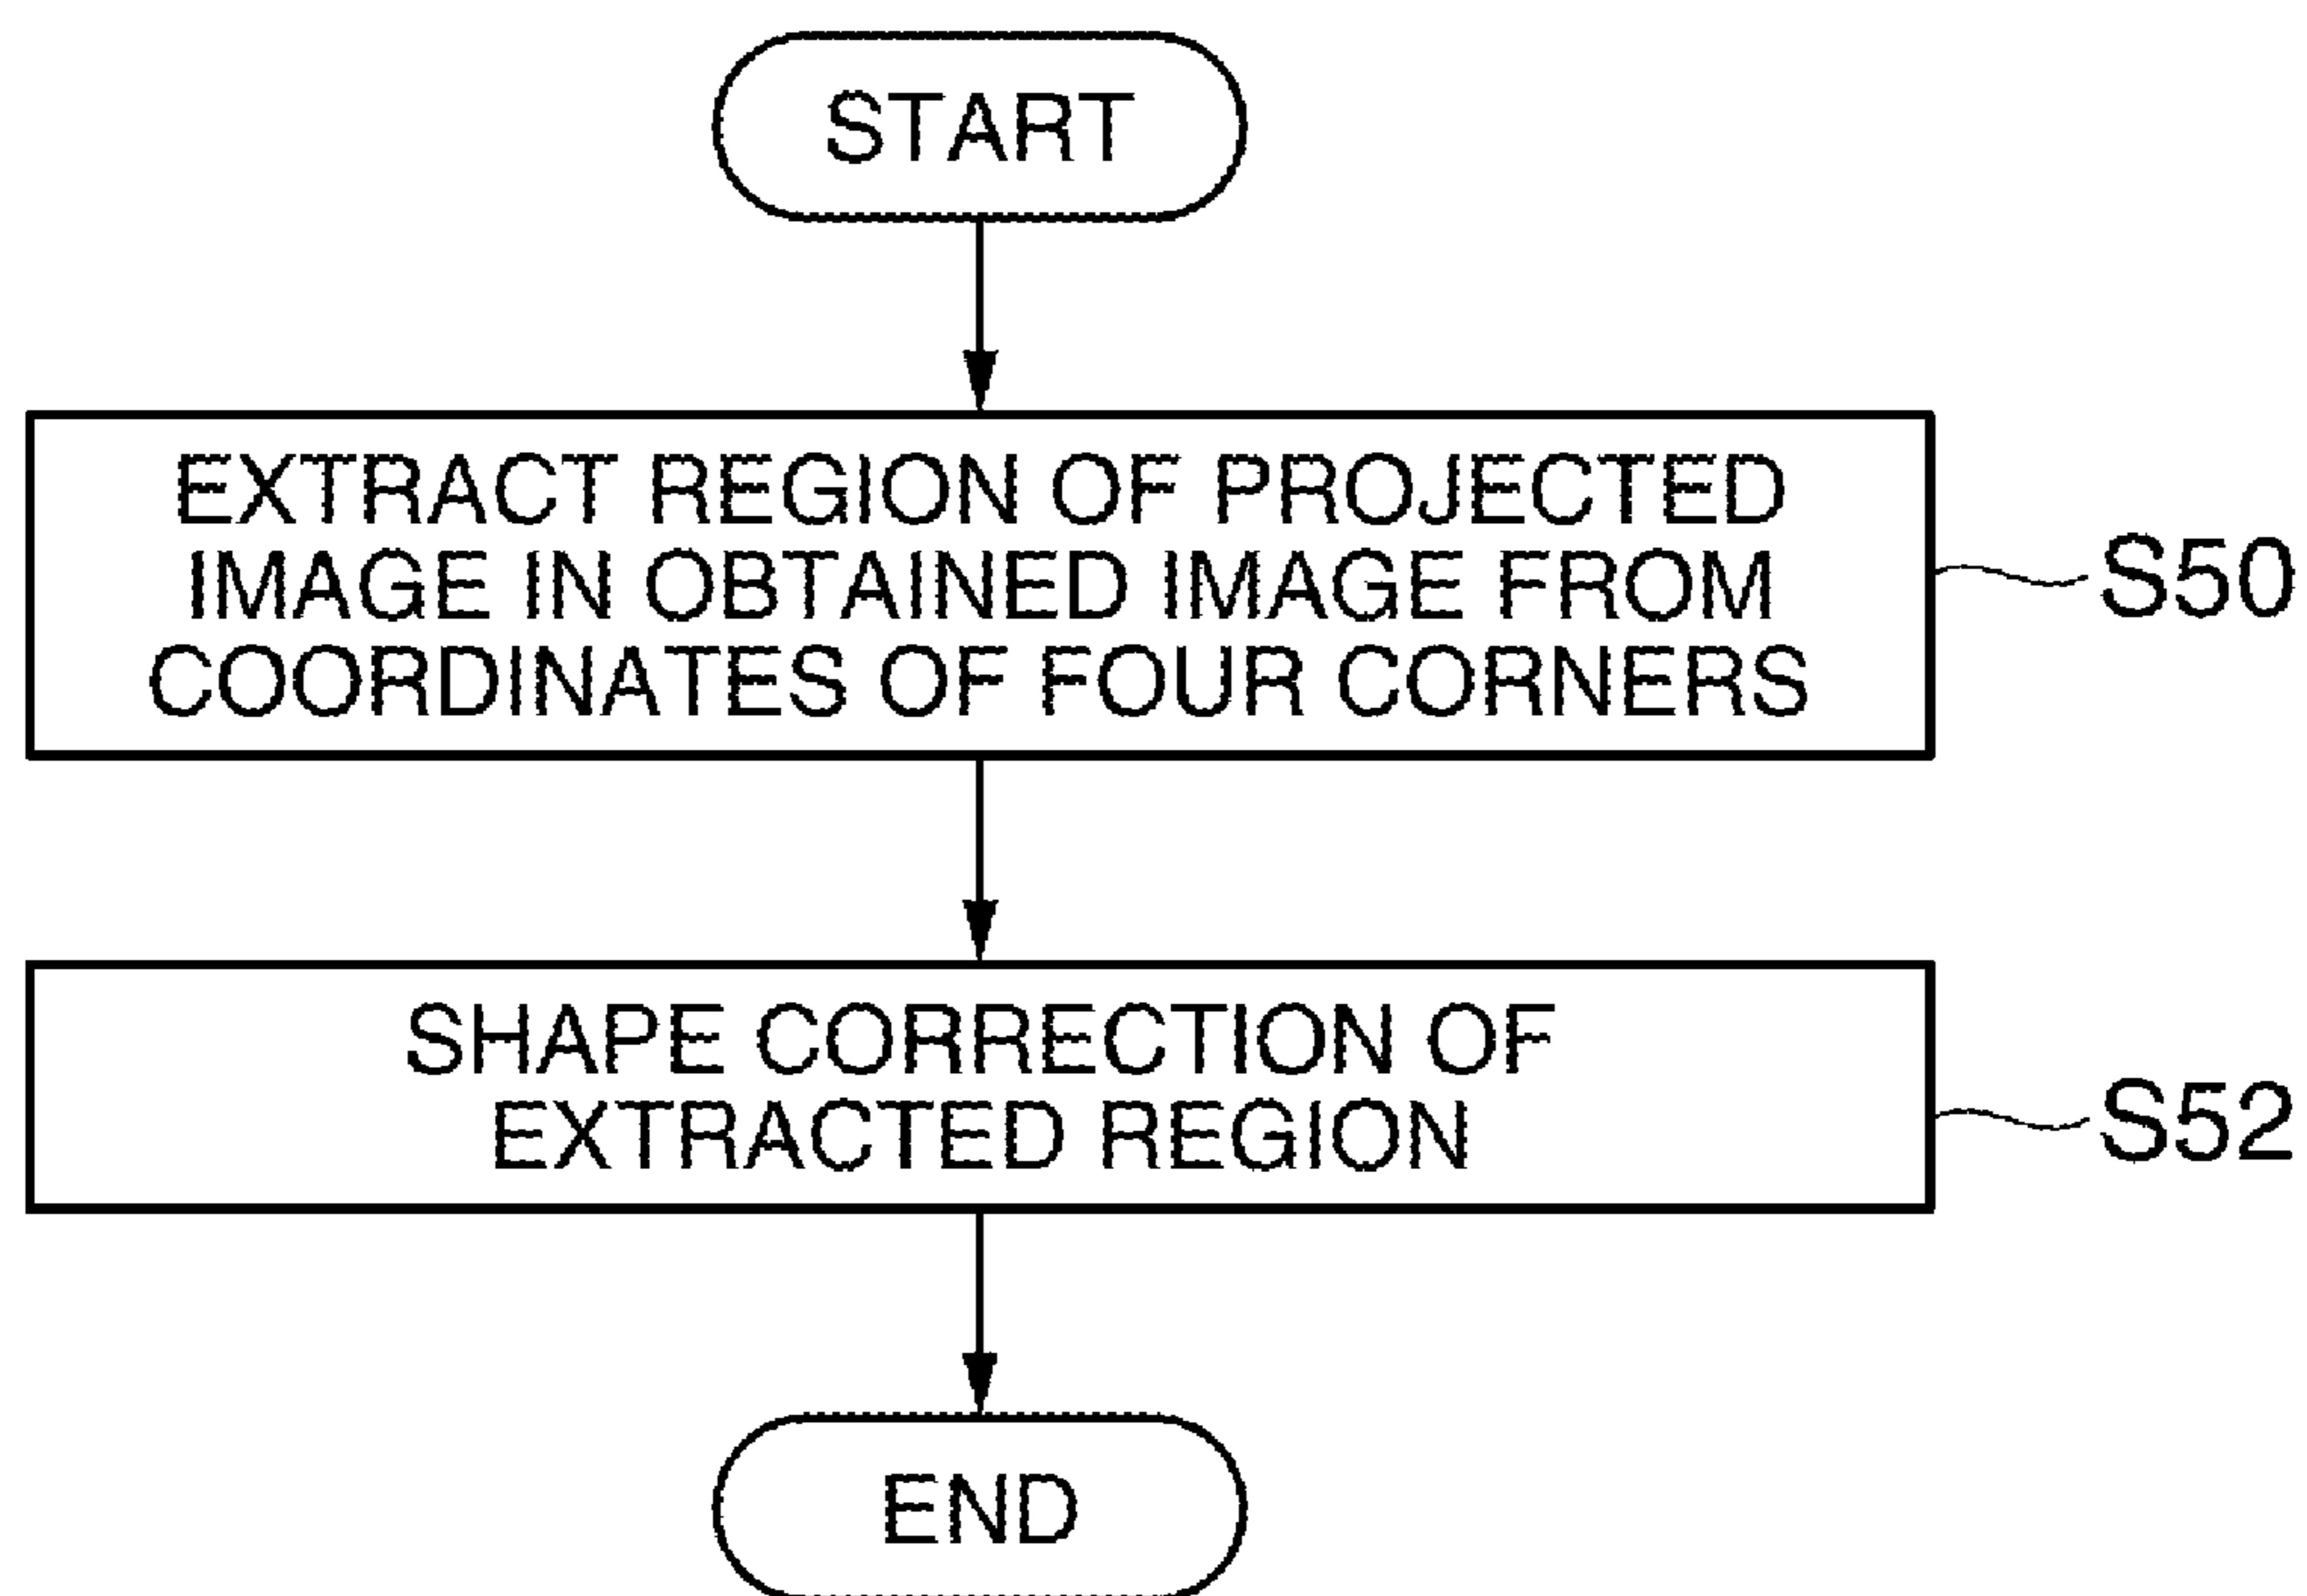 START
EXTRACT REGION OF PROJECTED
IMAGE IN OBTAINED IMAGE FROM
COORDINATES OF FOUR CORNERS
S50
SHAPE CORRECTION OF
EXTRACTED REGION
S52
END